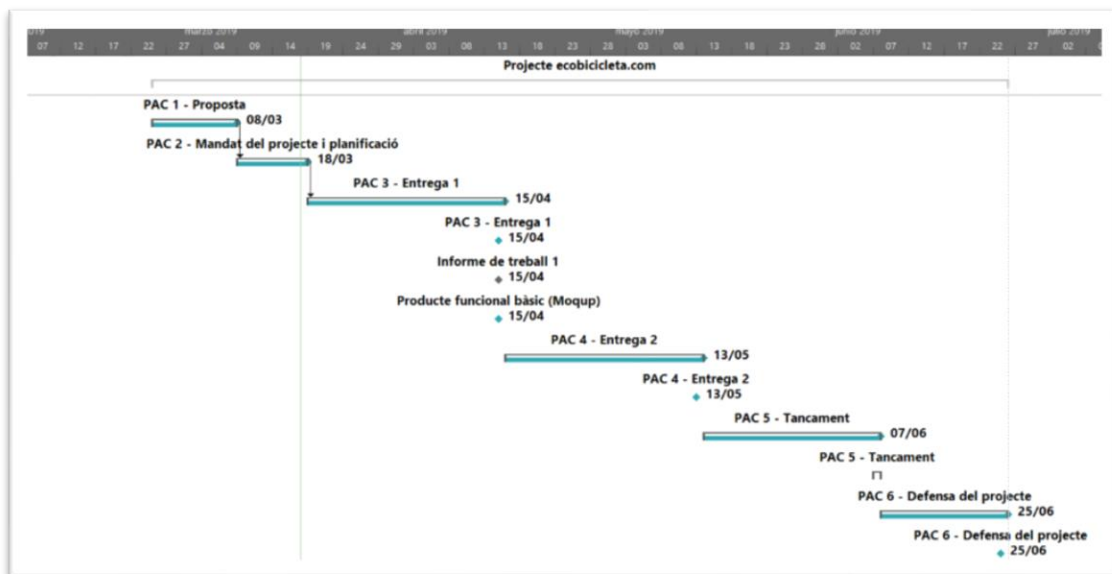 019 marzo 2019 abril 2019 mayo 2019 junio 2019 julio 2019
07 12 17 22 27 04 09 14 19 24 29 03 08 13 18 23 28 03 08 13 18 23 28 02 07 12 17 22 27 02 0
Projecte ecobicicleta.com
PAC 1 - Proposta
08/03
PAC 2 - Mandat del projecte i planificació
18/03
PAC 3 - Entrega 1
15/04
PAC 3 - Entrega 1
15/04
Informe de treball 1
15/04
Producte funcional bàsic (Moqup)
15/04
PAC 4 - Entrega 2
13/05
PAC 4 - Entrega 2
13/05
PAC 5 - Tancament
07/06
PAC 5 - Tancament
PAC 6 - Defensa del projecte
25/06
PAC 6 - Defensa del projecte
25/06